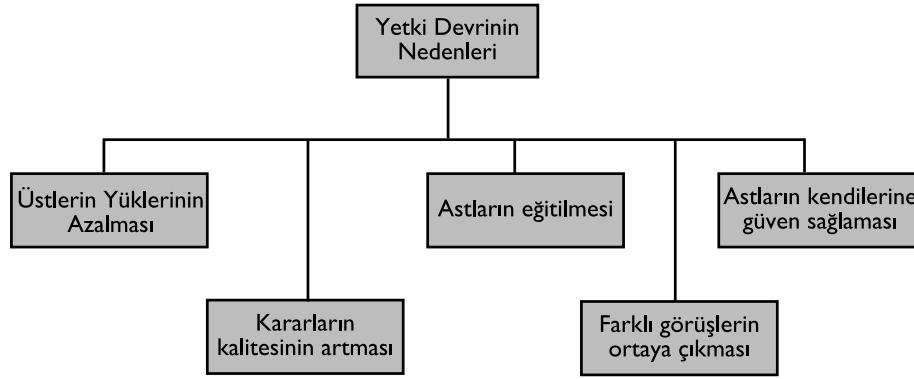 Yetki Devrinin
Nedenleri
Üstlerin Yüklerinin
Azalması
Kararların
kalitesinin artması
Astların eğitilmesi
Farklı görüşlerin
ortaya çıkması
Astların kendilerine
güven sağlaması